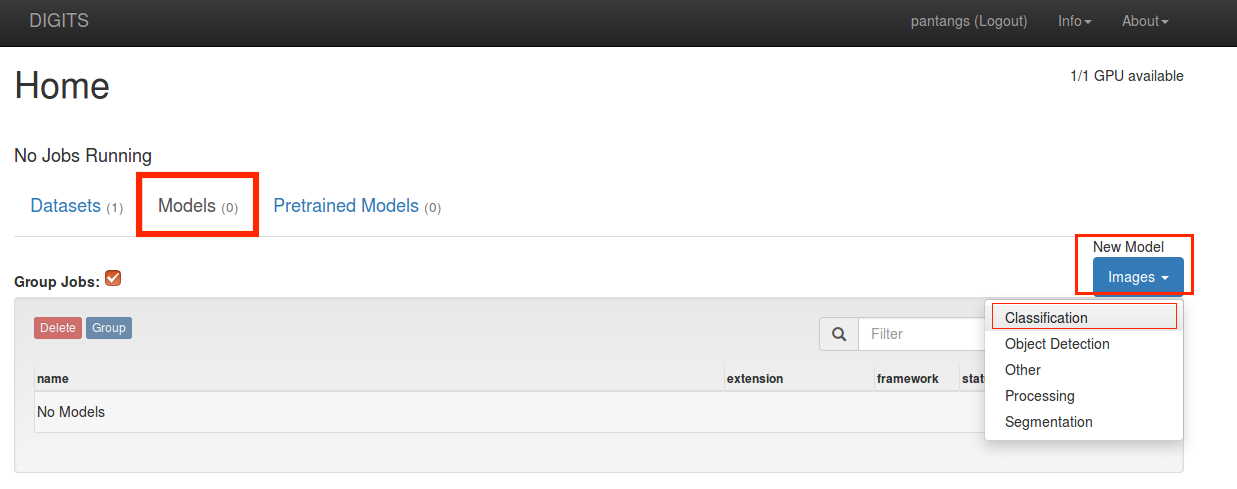 DIGITS pantangs (Logout) Info About
Home
1/1 GPU available
No Jobs Running
Datasets (1) Models (0) Pretrained Models (0)
New Model
Group Jobs:
Images
Delete Group Filter
Classification
Object Detection
Other
Processing
Segmentation
name extension framework stat
No Models